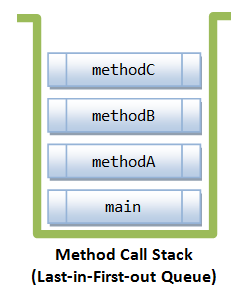 methodC
methodB
methodA
main
Method Call Stack
(Last-in-First-out Queue)